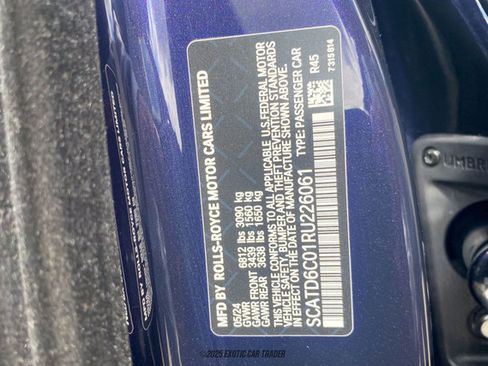 MFD BY ROLLS-ROYCE MOTOR CARS LIMITED
05/24
GVWR 6812 lbs 3090 kg
GAWR FRONT 3439 lbs 1560 kg
GAWR REAR 3638 lbs 1650 kg
THIS VEHICLE CONFORMS TO ALL APPLICABLE U.S.FEDERAL MOTOR
VEHICLE SAFETY, BUMPER AND THEFT PREVENTION STANDARDS
IN EFFECT ON THE DATE OF MANUFACTURE SHOWN ABOVE.
SCATD6C01RU226061 TYPE: PASSENGER CAR
R45
7315814
UMBR
©2025 EXOTIC CAR TRADER